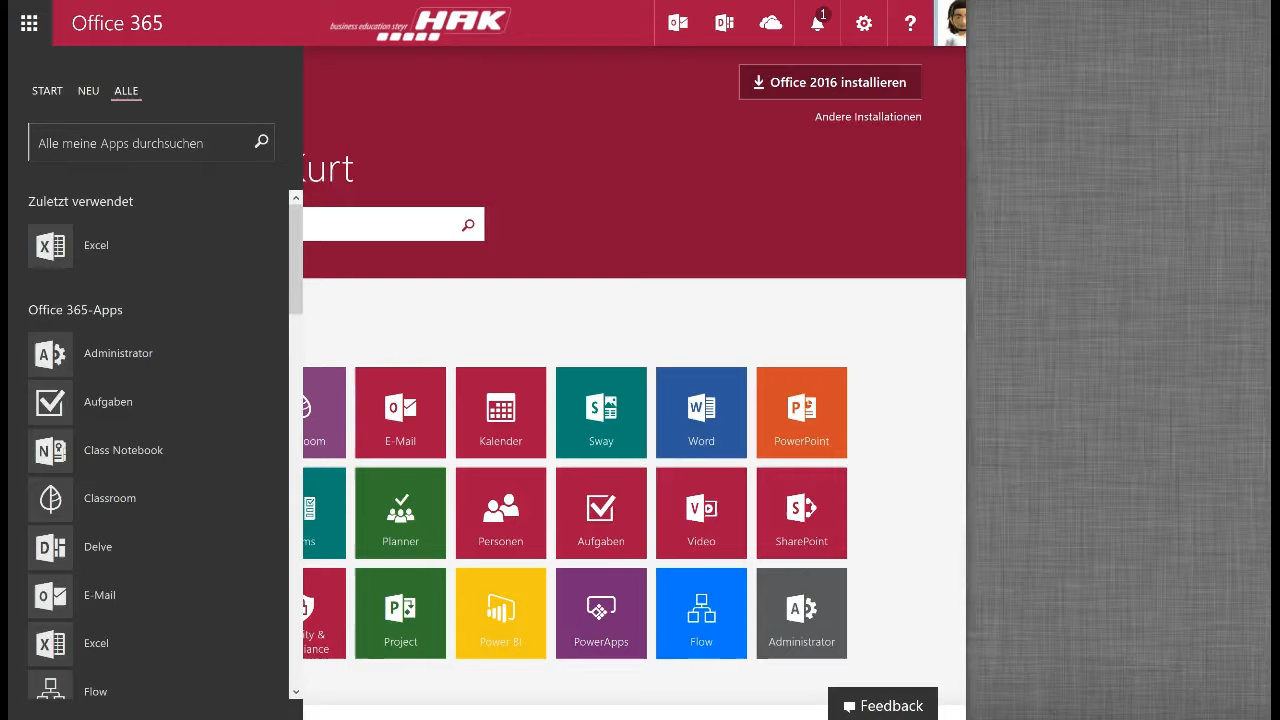 Office 365
business education steyr HAK
1
?
START NEU ALLE
Alle meine Apps durchsuchen
Zuletzt verwendet
Excel
Office 365-Apps
Administrator
Aufgaben
Class Notebook
Classroom
Delve
E-Mail
Excel
Flow
Office 2016 installieren
Andere Installationen
Kurt
oom
E-Mail
Kalender
Sway
Word
PowerPoint
ms
Planner
Personen
Aufgaben
Video
SharePoint
ity &
liance
Project
Power BI
PowerApps
Flow
Administrator
Feedback